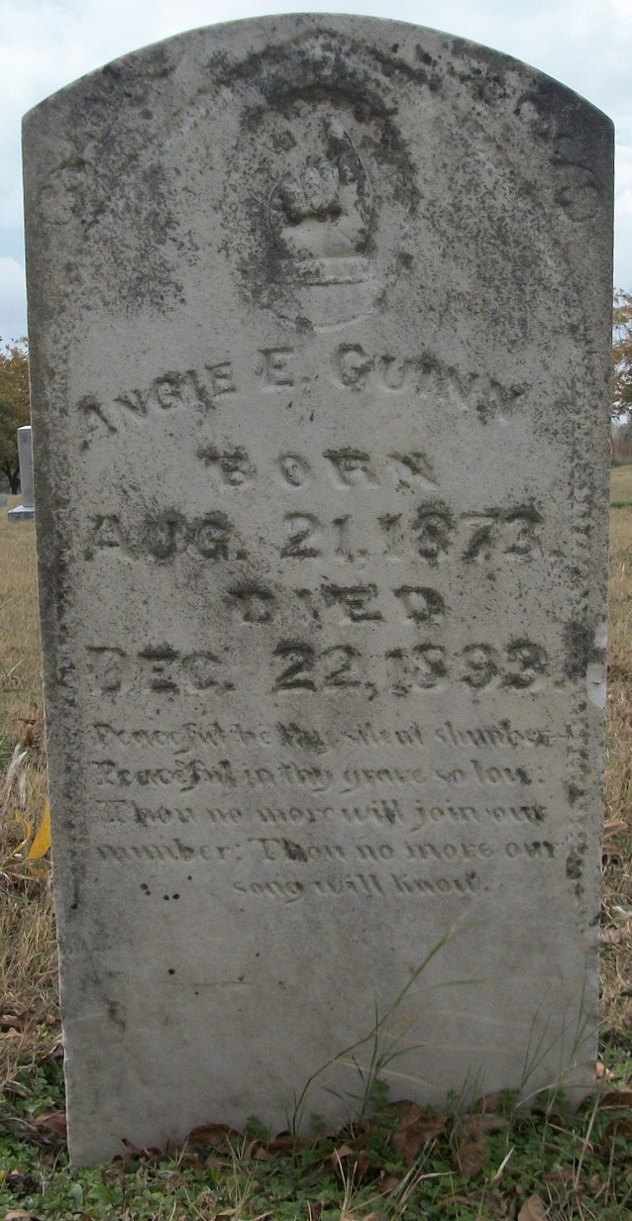 ANGIE E. GUINN
BORN
AUG. 21, 1873.
DIED
DEC. 22, 1893.
Peaceful be thy silent slumber
Peaceful in thy grave so low:
Thou no more will join our
number: Thou no more our
song will know.